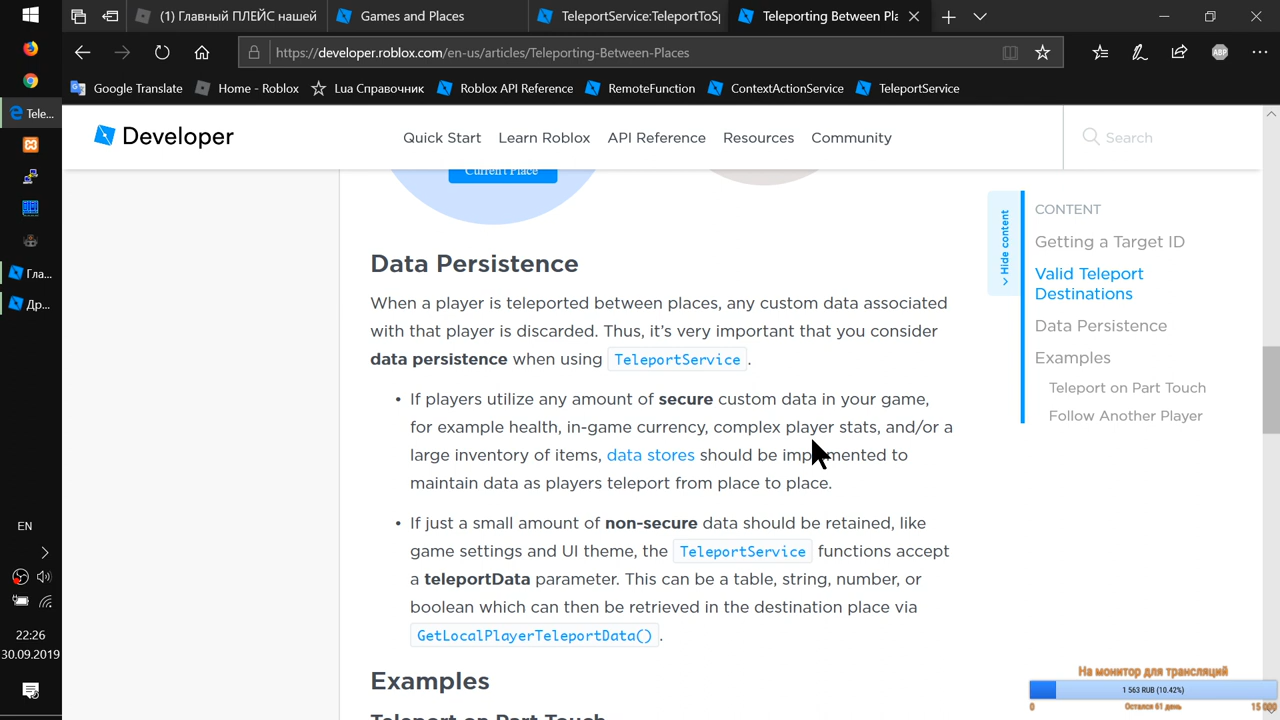 (1) Главный ПЛЕЙС нашей
Games and Places
TeleportService:TeleportToSp
Teleporting Between Pla
https://developer.roblox.com/en-us/articles/Teleporting-Between-Places
ABP
Google Translate
Home - Roblox
Lua Справочник
Roblox API Reference
RemoteFunction
ContextActionService
TeleportService
Tele...
Гла...
Др...
EN
22:26
30.09.2019
Developer
Quick Start
Learn Roblox
API Reference
Resources
Community
Search
Current Place
Data Persistence
When a player is teleported between places, any custom data associated
with that player is discarded. Thus, it's very important that you consider
data persistence when using TeleportService.
• If players utilize any amount of secure custom data in your game,
for example health, in-game currency, complex player stats, and/or a
large inventory of items, data stores should be implemented to
maintain data as players teleport from place to place.
• If just a small amount of non-secure data should be retained, like
game settings and UI theme, the TeleportService functions accept
a teleportData parameter. This can be a table, string, number, or
boolean which can then be retrieved in the destination place via
GetLocalPlayerTeleportData().
Examples
Teleport on Part Touch
Hide content
CONTENT
Getting a Target ID
Valid Teleport
Destinations
Data Persistence
Examples
Teleport on Part Touch
Follow Another Player
На монитор для трансляций
1 563 RUB (10.42%)
0
Остался 61 день
15 000